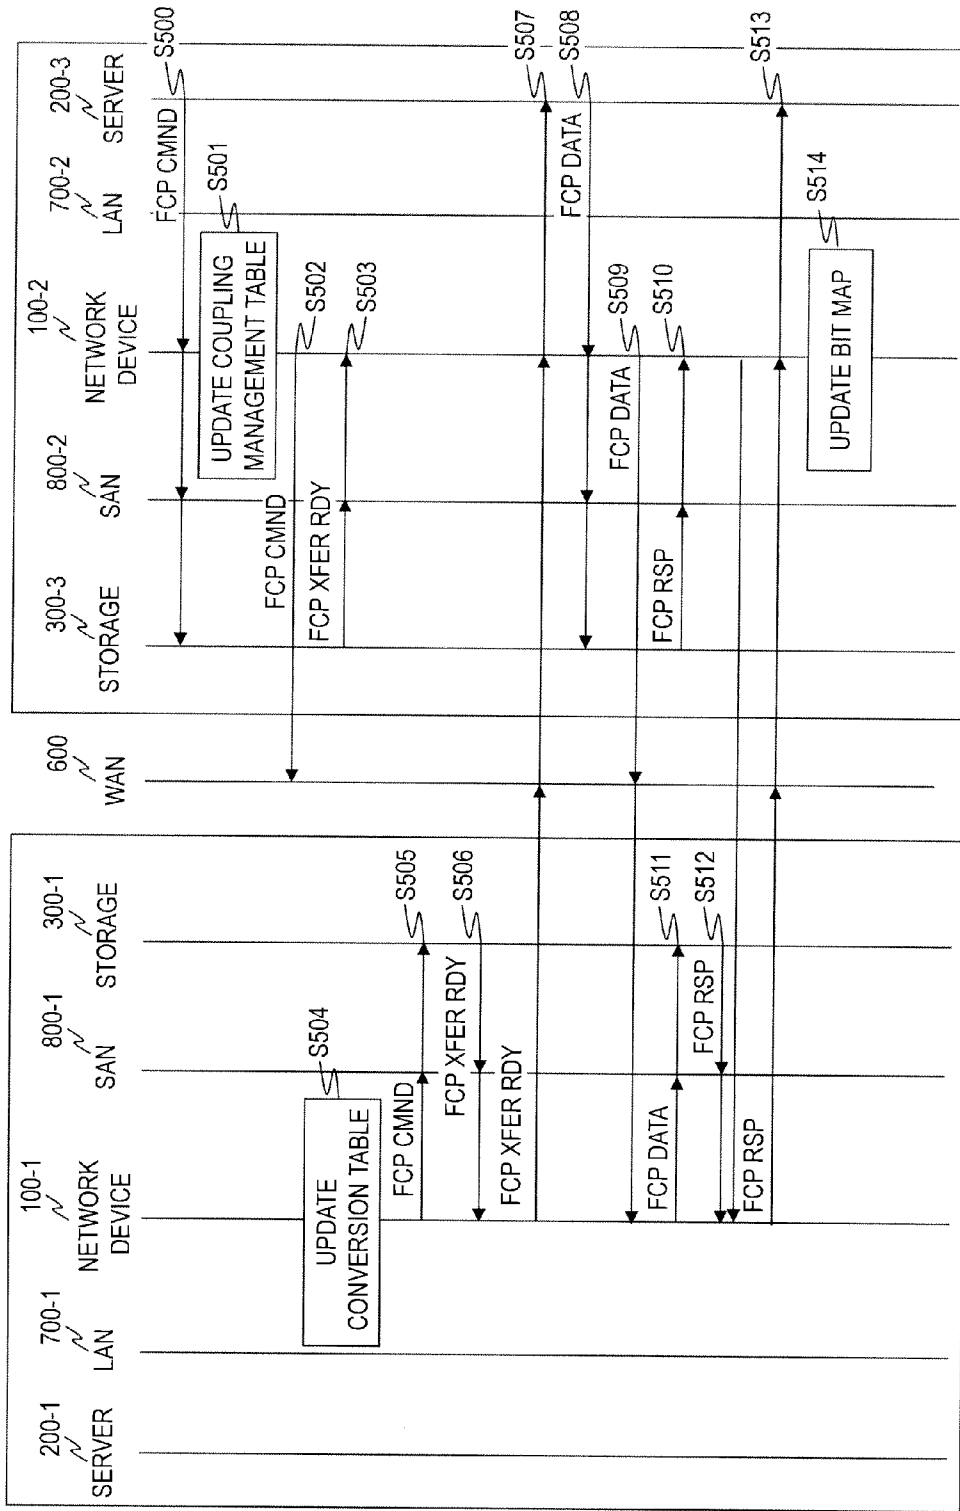 200-1
SERVER
700-1
LAN
100-1
NETWORK
DEVICE
800-1
SAN
300-1
STORAGE
600
WAN
300-3
STORAGE
800-2
SAN
100-2
NETWORK
DEVICE
700-2
LAN
200-3
SERVER
FCP CMND
S500
UPDATE COUPLING
MANAGEMENT TABLE
S501
FCP CMND
S502
FCP XFER RDY
S503
UPDATE
CONVERSION TABLE
S504
FCP CMND
S505
FCP XFER RDY
S506
FCP XFER RDY
S507
FCP DATA
S508
FCP DATA
S509
FCP RSP
S510
FCP DATA
S511
FCP RSP
S512
FCP RSP
S513
UPDATE BIT MAP
S514